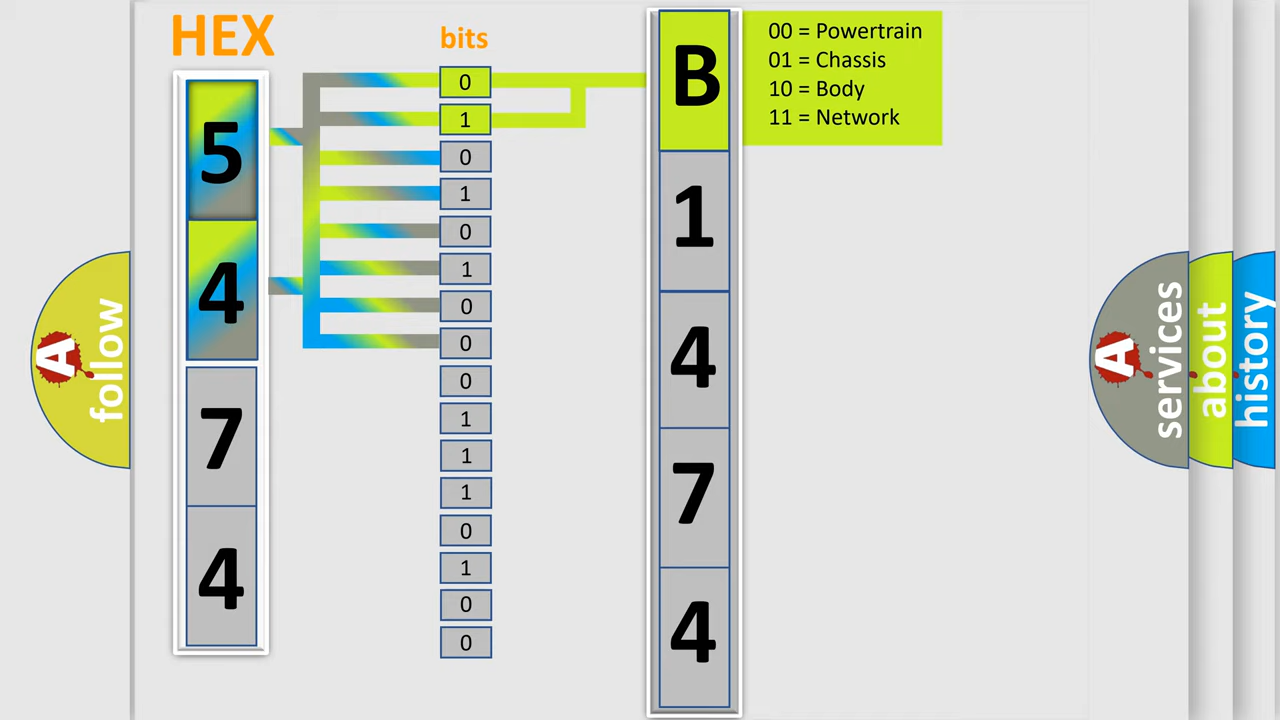 HEX
bits
5
4
7
4
0
1
0
1
0
1
0
0
0
1
1
1
0
1
0
0
B
1
4
7
4
00 = Powertrain
01 = Chassis
10 = Body
11 = Network
A
follow
A
services
about
history